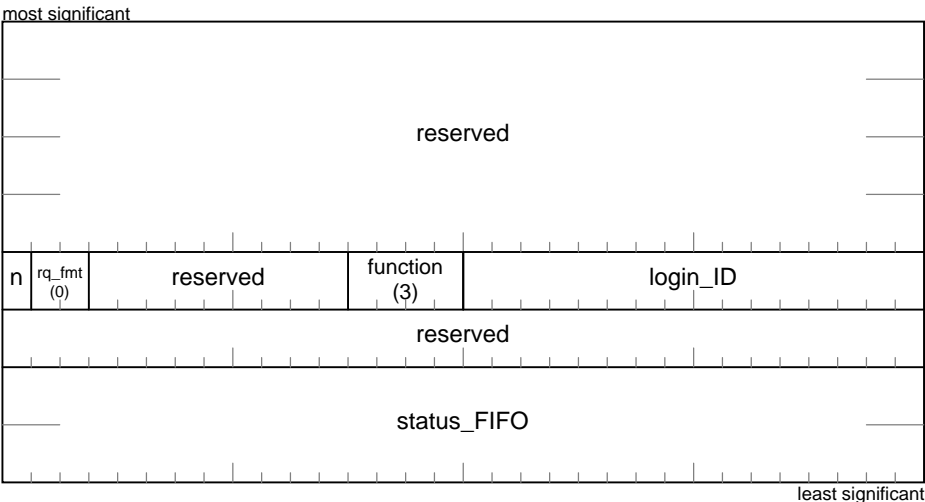 most significant
reserved
n
rq_fmt
(0)
reserved
function
(3)
login_ID
reserved
status_FIFO
least significant